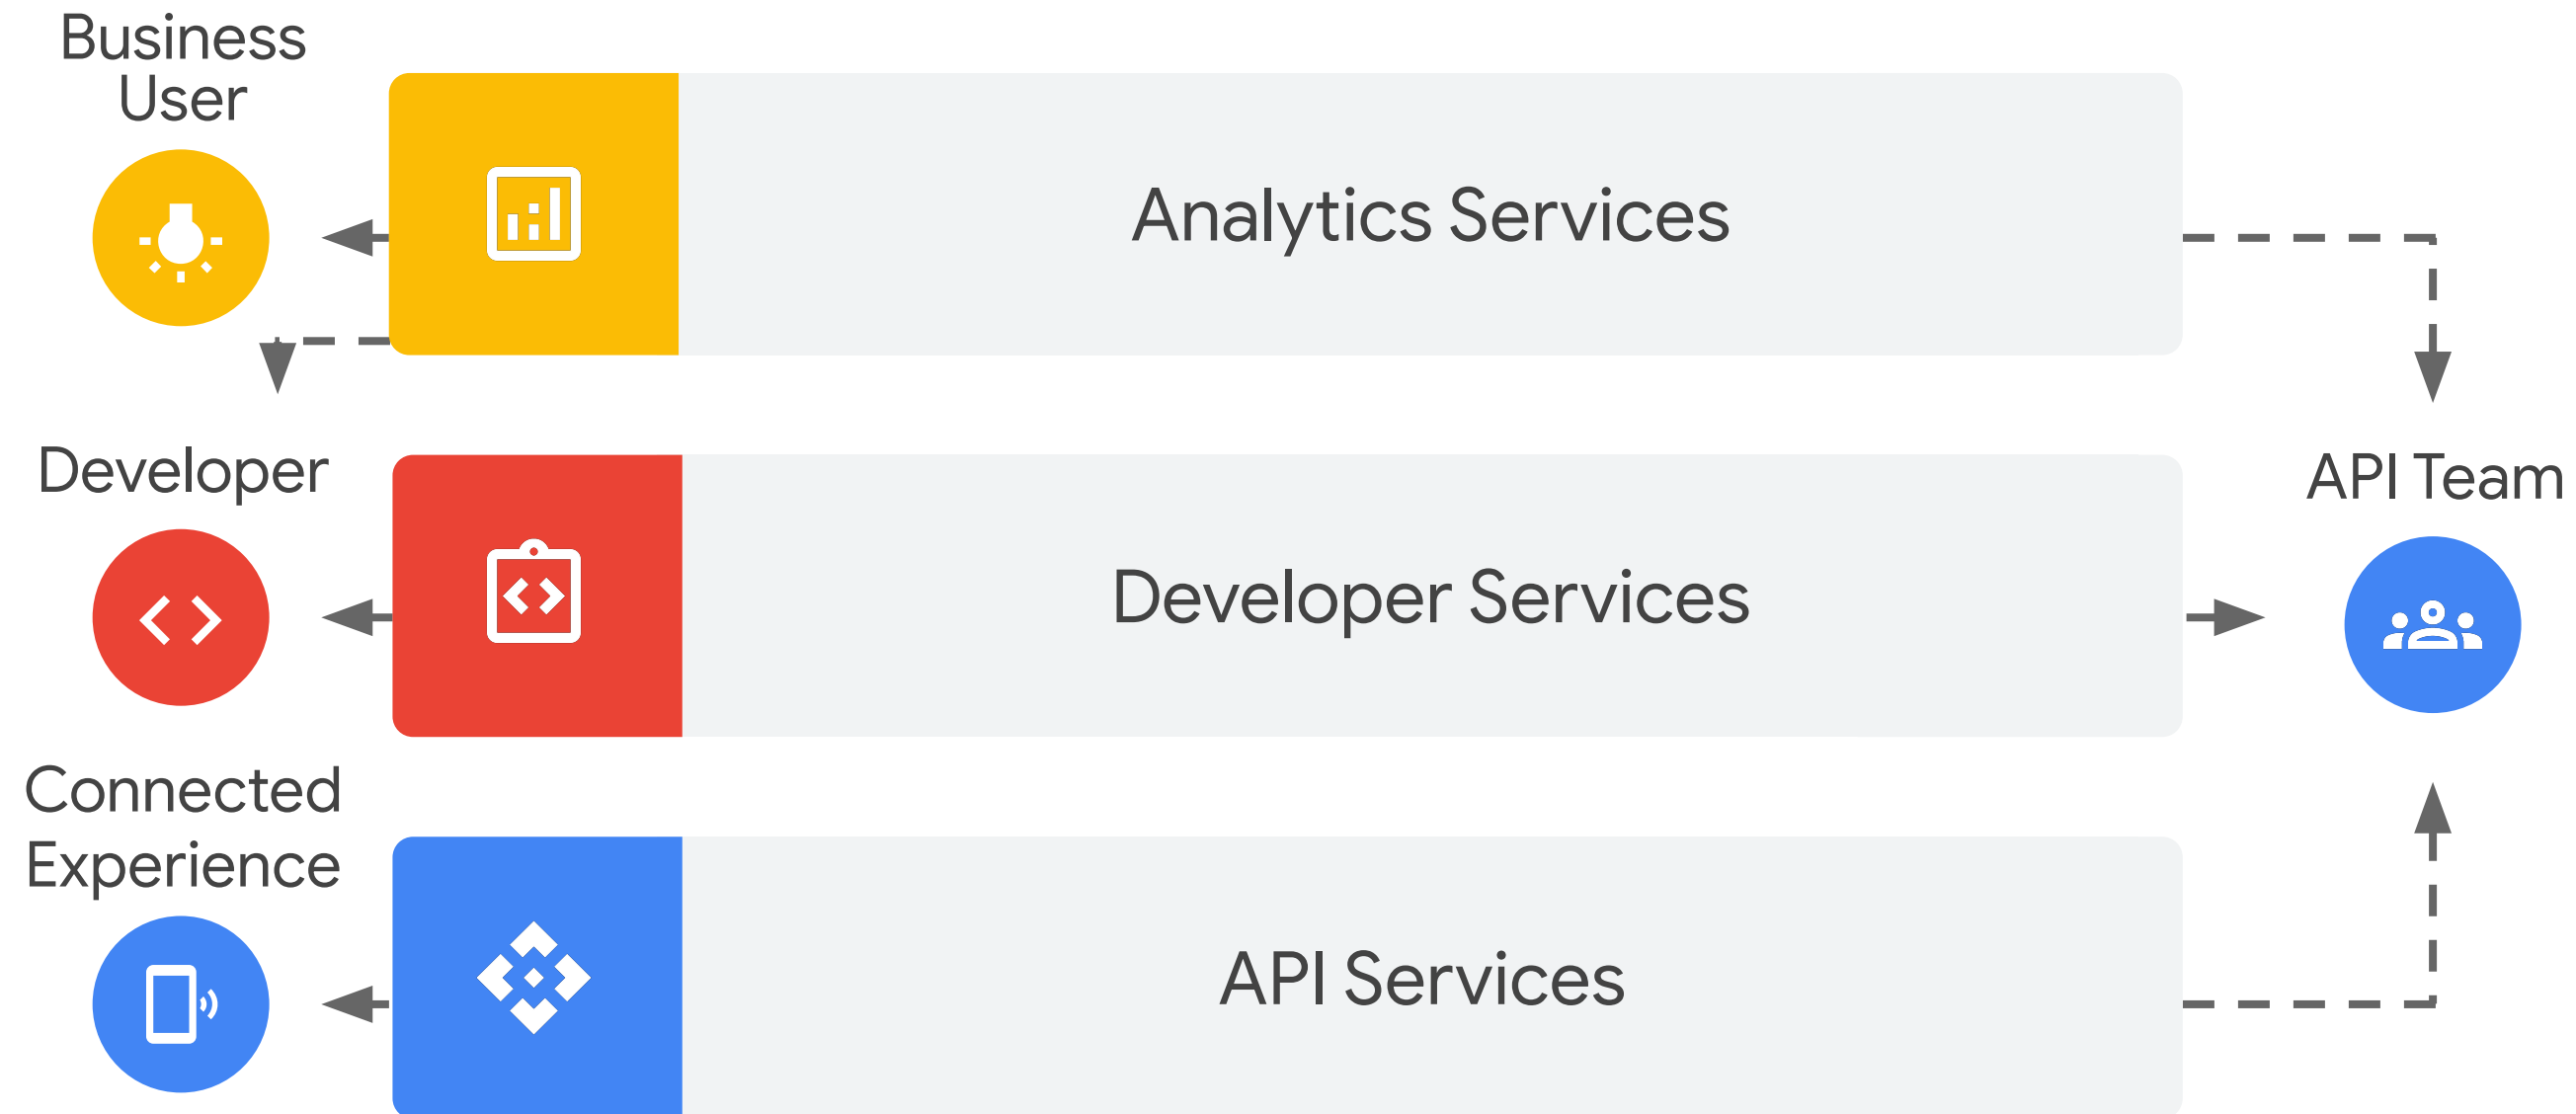 Business
User
Analytics Services
Developer
Developer Services
API Team
Connected
Experience
API Services